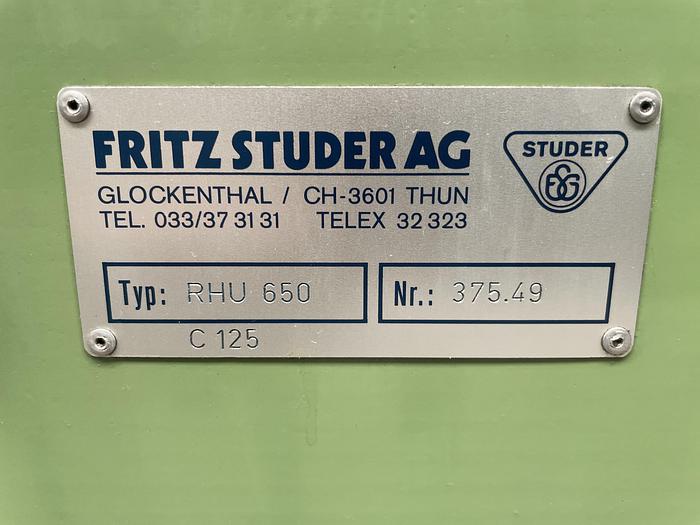 FRITZ STUDER AG
STUDER
GLOCKENTHAL / CH-3601 THUN
TEL. 033/37 31 31 TELEX 32 323
Typ: RHU 650
Nr.: 375.49
C 125